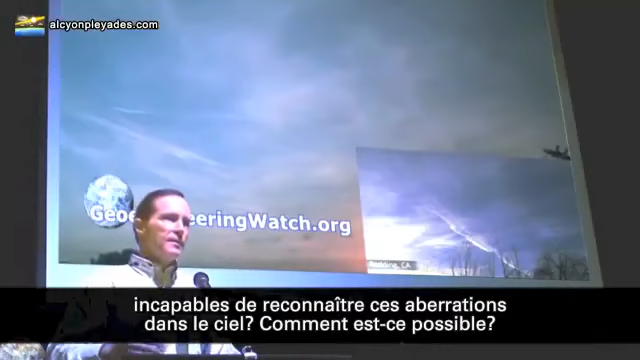 alcyonpleyades.com
GeoengineeringWatch.org
Redding, CA
incapables de reconnaître ces aberrations
dans le ciel? Comment est-ce possible?